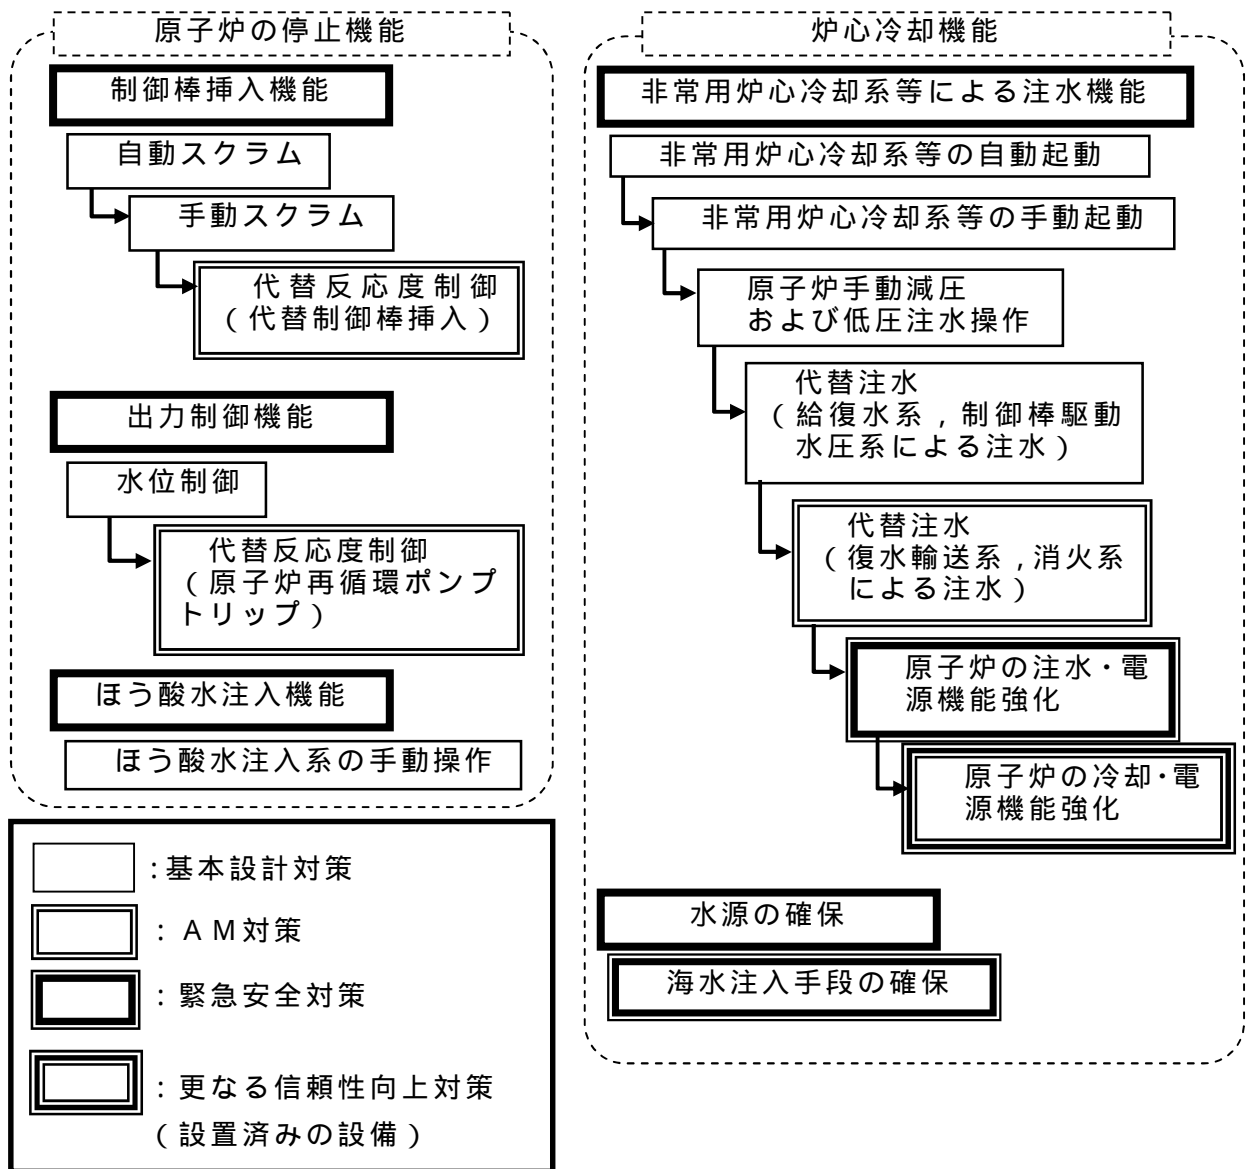 原子炉の停止機能
制御棒挿入機能
自動スクラム
手動スクラム
代替反応度制御
(代替制御棒挿入)
出力制御機能
水位制御
代替反応度制御
(原子炉再循環ポンプ
トリップ)
ほう酸水注入機能
ほう酸水注入系の手動操作
:基本設計対策
:AM対策
:緊急安全対策
:更なる信頼性向上対策
(設置済みの設備)
炉心冷却機能
非常用炉心冷却系等による注水機能
非常用炉心冷却系等の自動起動
非常用炉心冷却系等の手動起動
原子炉手動減圧
および低圧注水操作
代替注水
(給復水系,制御棒駆動
水圧系による注水)
代替注水
(復水輸送系,消火系
による注水)
原子炉の注水・電
源機能強化
原子炉の冷却・電
源機能強化
水源の確保
海水注入手段の確保